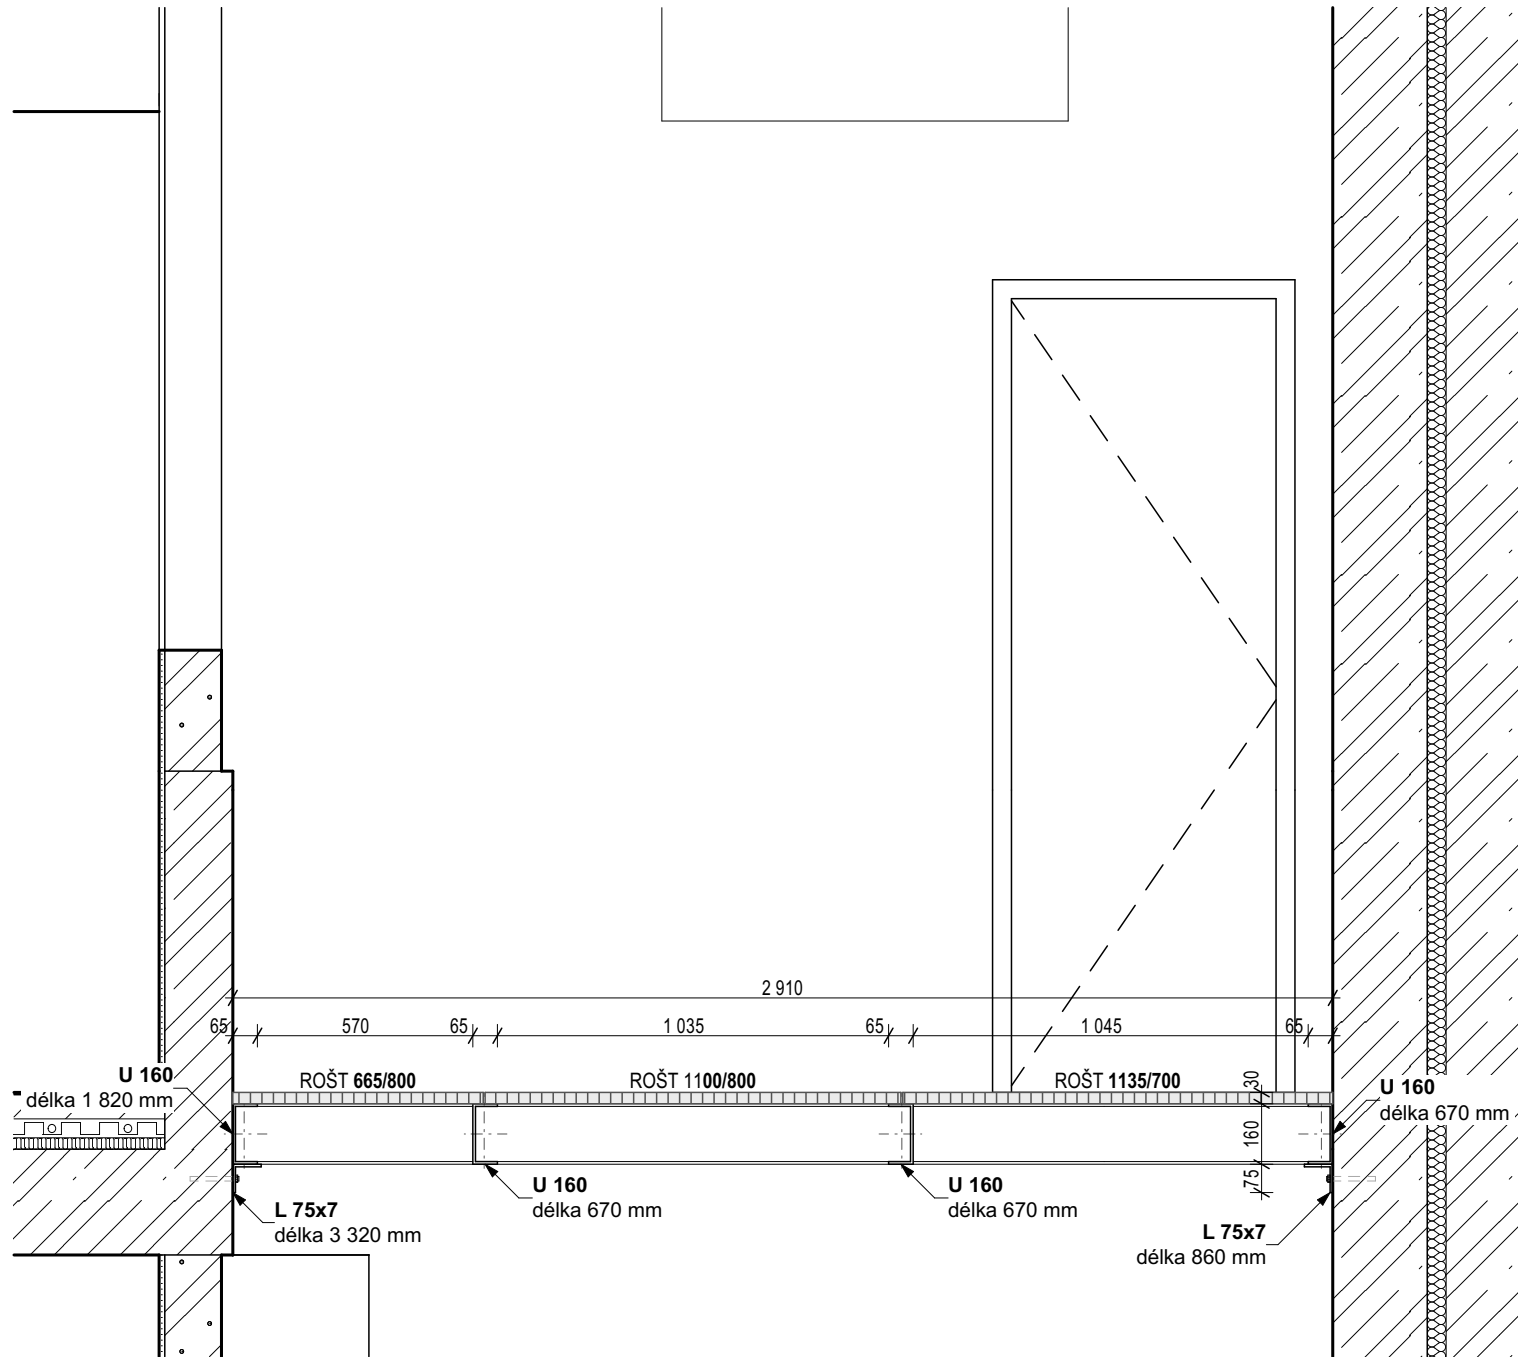 2 910
65 570 65 1 035 65 1 045 65
ROŠT 665/800 ROŠT 1100/800 ROŠT 1135/700 30
U 160
délka 1 820 mm
U 160
délka 670 mm
160
75
U 160
délka 670 mm
U 160
délka 670 mm
L 75x7
délka 3 320 mm
L 75x7
délka 860 mm